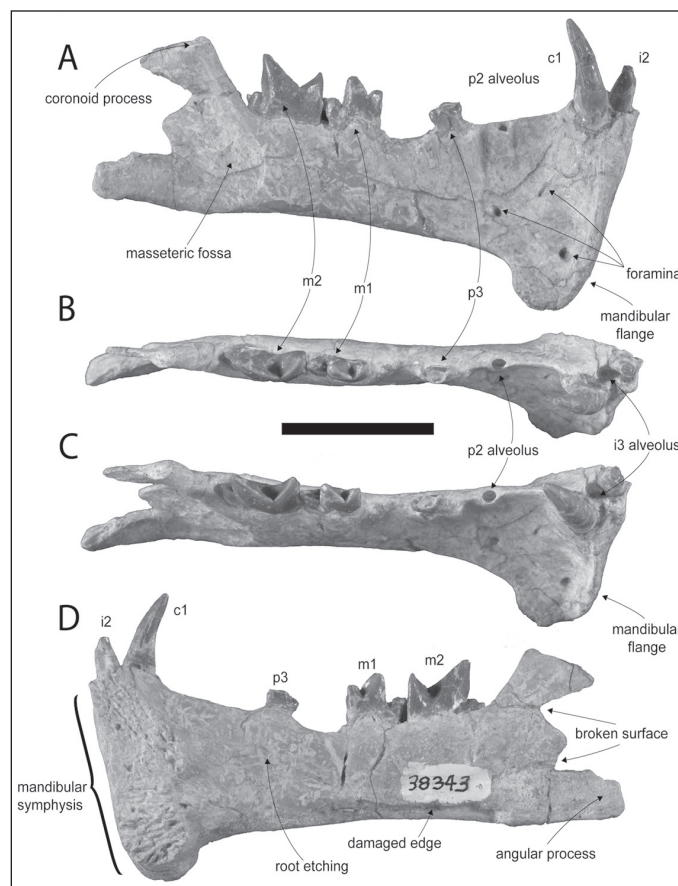 A
coronoid process
p2 alveolus
c1
i2
masseteric fossa
m2
m1
p3
foramina
mandibular
flange
B
p2 alveolus
i3 alveolus
C
mandibular
flange
D
i2
c1
p3
m1
m2
broken surface
mandibular
symphysis
38343
root etching
damaged edge
angular process